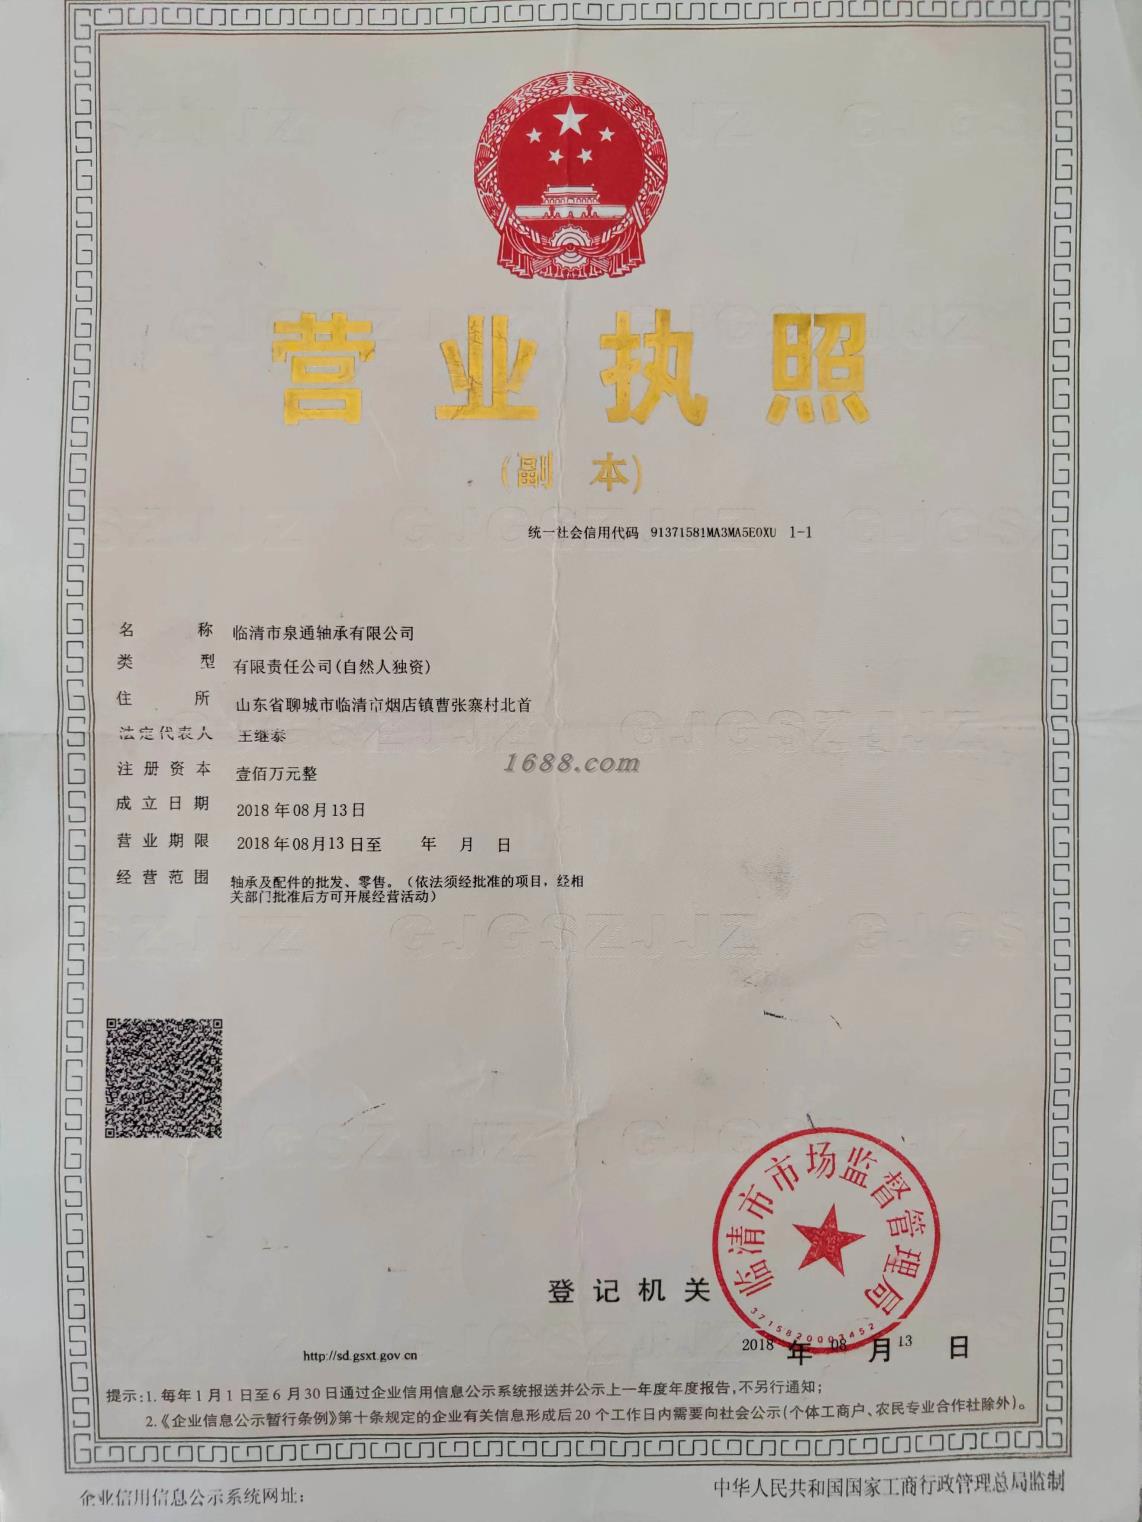 营业执照
(副 本)
统一社会信用代码 91371581MA3MA5E0XU 1-1
名 称 临清市泉通轴承有限公司
类 型 有限责任公司(自然人独资)
住 所 山东省聊城市临清市烟店镇曹张寨村北首
法定代表人 王继泰
1688.com
注册资本 壹佰万元整
成立日期 2018年08月13日
营业期限 2018年08月13日至 年 月 日
经营范围 轴承及配件的批发、零售。(依法须经批准的项目,经相
关部门批准后方可开展经营活动)
临清市市场监督管理局
3715820003452
登记机关
2018 年 08 月 13 日
http://sd.gsxt.gov.cn
提示:1.每年1月1日至6月30日通过企业信用信息公示系统报送并公示上一年度年度报告,不另行通知;
2.《企业信息公示暂行条例》第十条规定的企业有关信息形成后20个工作日内需要向社会公示(个体工商户、农民专业合作社除外)。
企业信用信息公示系统网址:
中华人民共和国国家工商行政管理总局监制